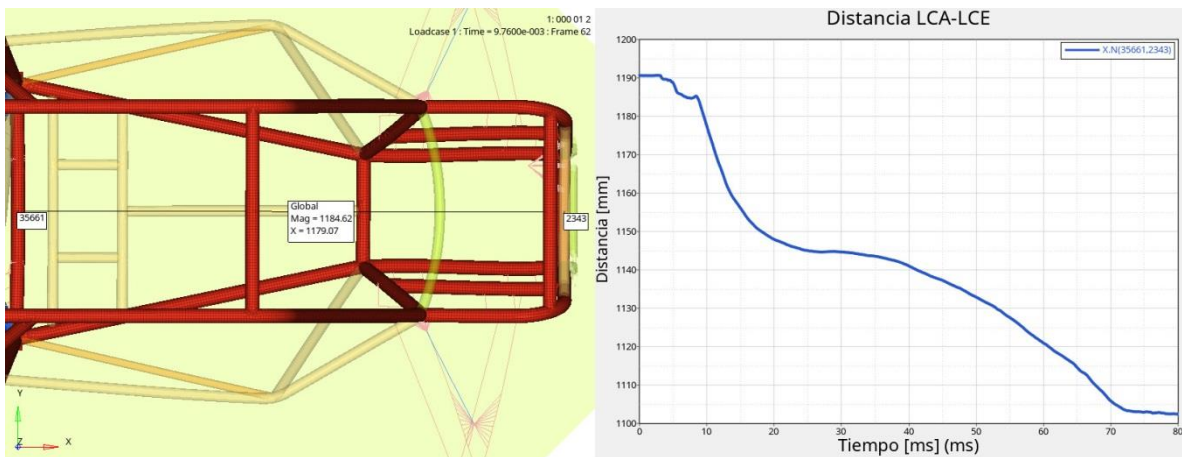 1: 000 01 2
Loadcase 1 : Time = 9.7600e-003 : Frame 62
35661
Global
Mag = 1184.62
X = 1179.07
2343
Y
Z
X
Distancia LCA-LCE
X.N(35661,2343)
Distancia [mm]
1200
1190
1180
1170
1160
1150
1140
1130
1120
1110
1100
0
10
20
30
40
50
60
70
80
Tiempo [ms] (ms)